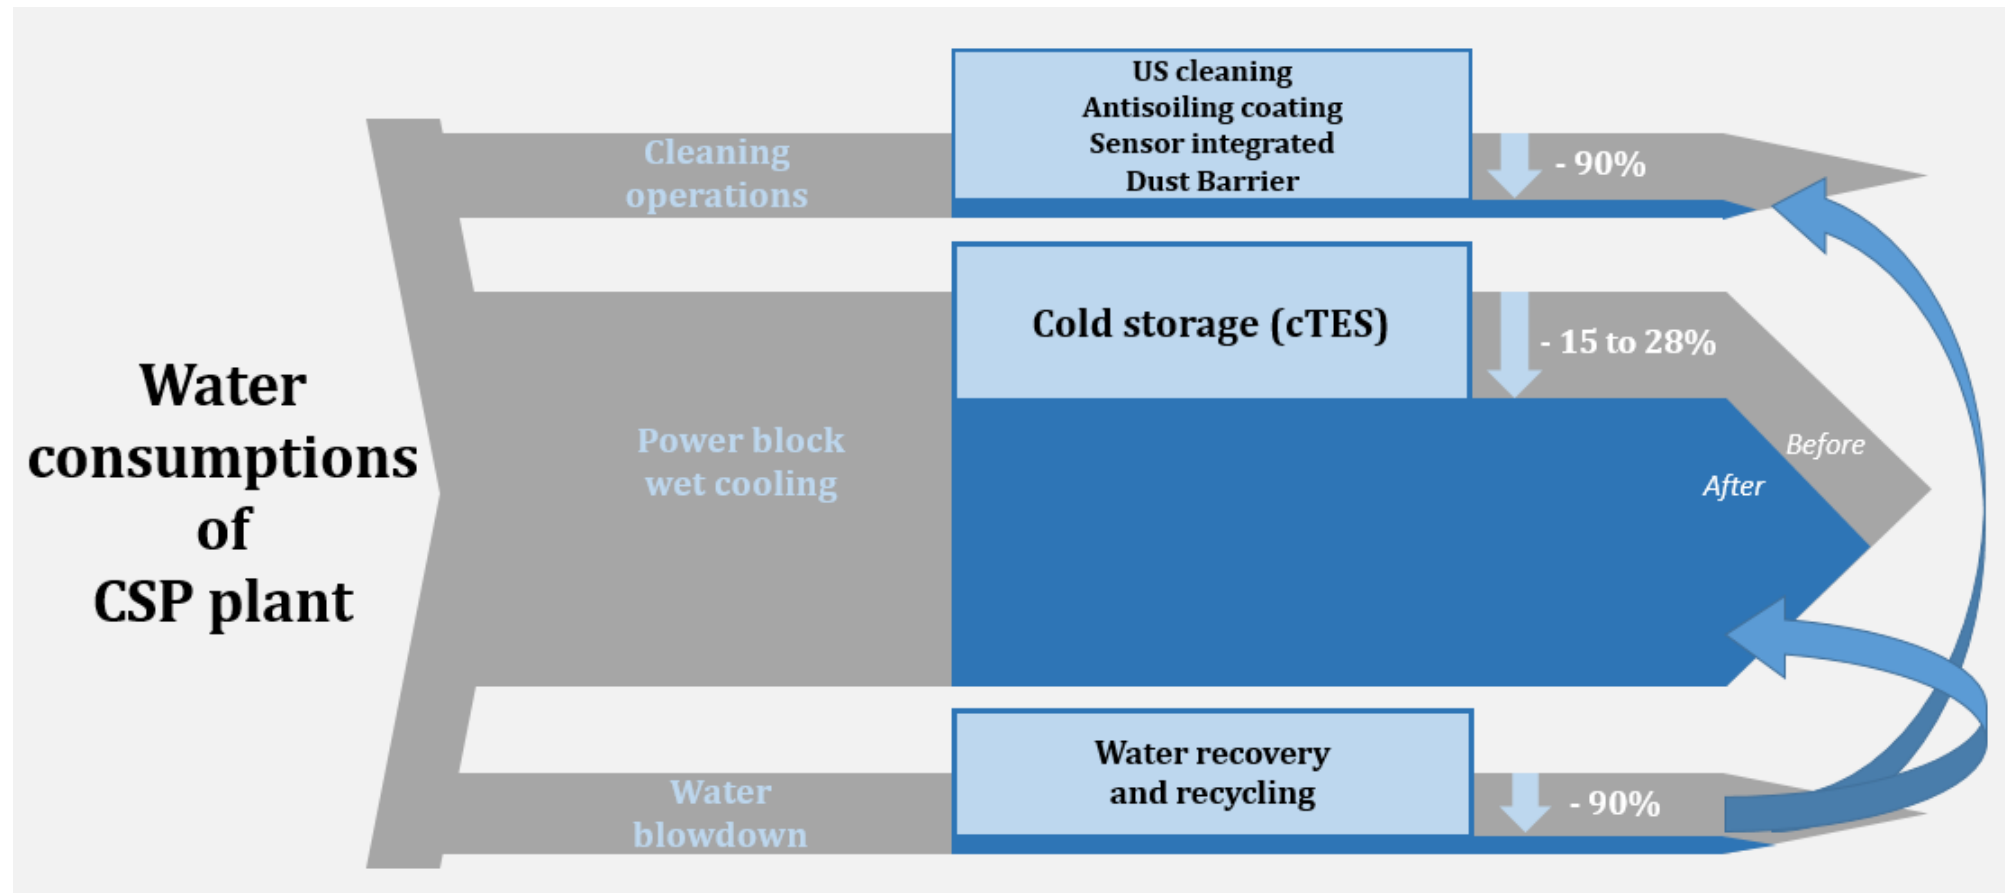 Water
consumptions
of
CSP plant
Cleaning
operations
US cleaning
Antisoiling coating
Sensor integrated
Dust Barrier
- 90%
Power block
wet cooling
Cold storage (cTES)
- 15 to 28%
Before
After
Water
blowdown
Water recovery
and recycling
- 90%